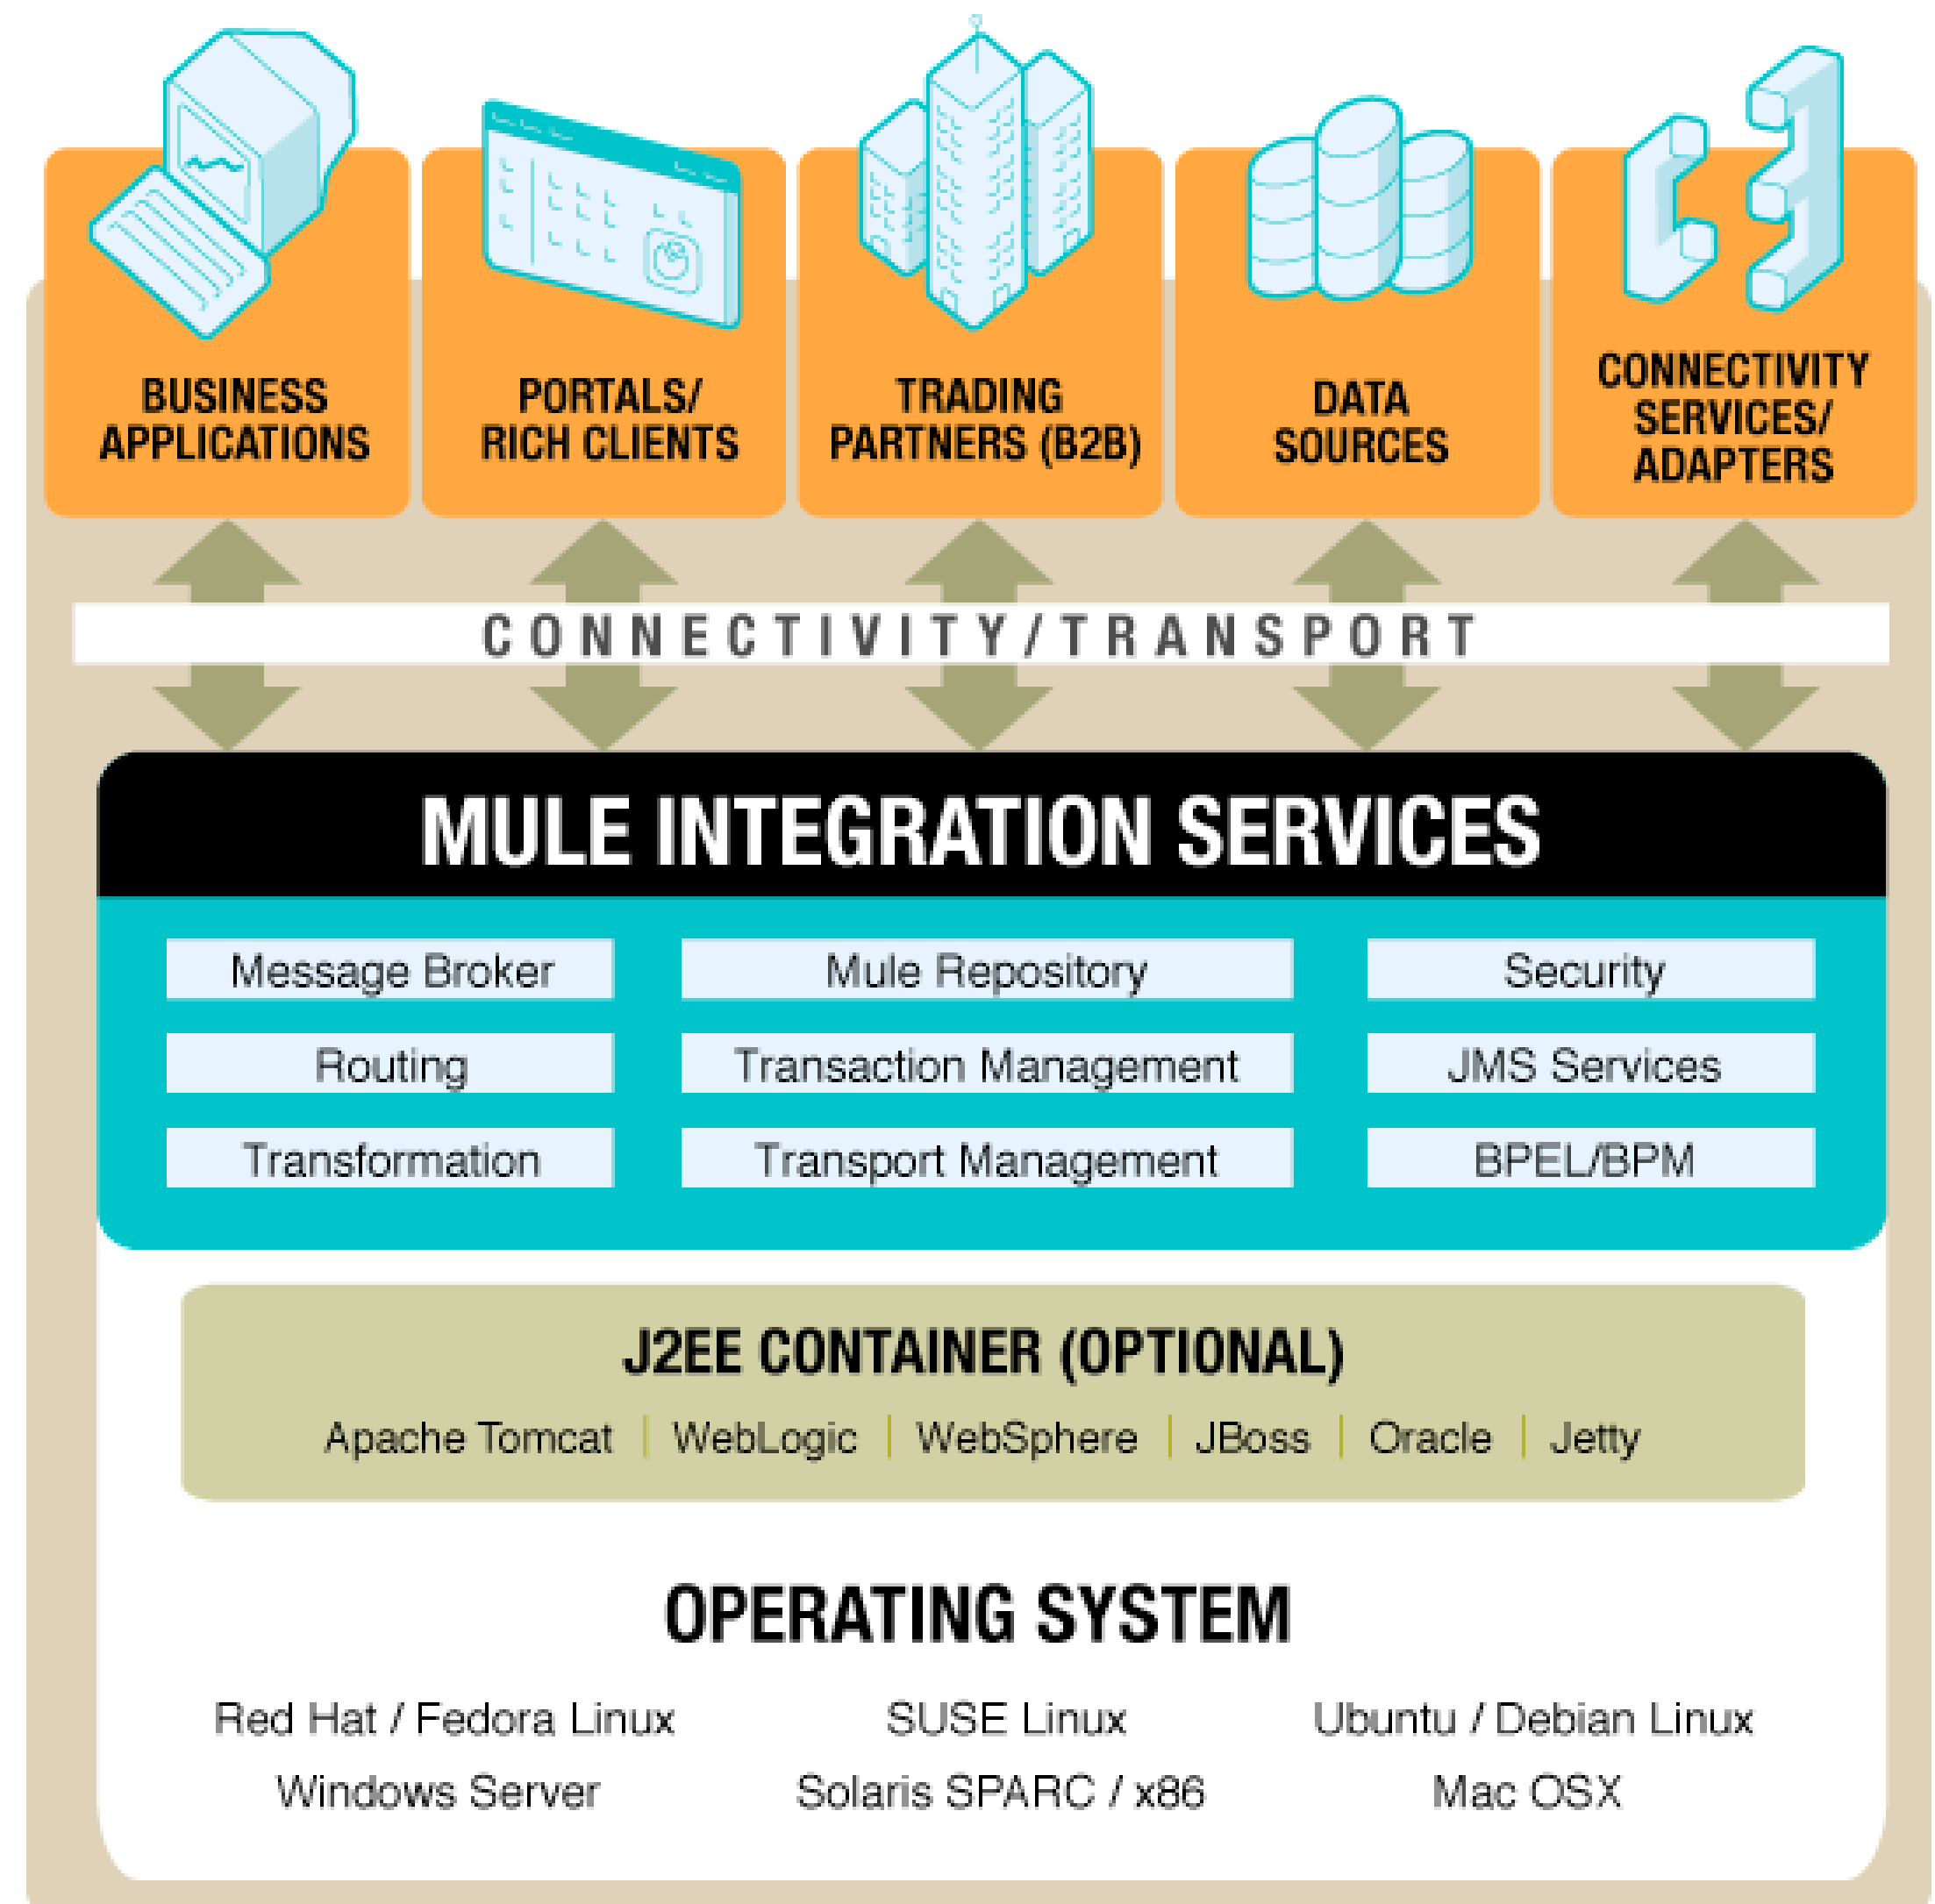 BUSINESS
APPLICATIONS
PORTALS/
RICH CLIENTS
TRADING
PARTNERS (B2B)
DATA
SOURCES
CONNECTIVITY
SERVICES/
ADAPTERS
CONNECTIVITY/TRANSPORT
MULE INTEGRATION SERVICES
Message Broker
Mule Repository
Security
Routing
Transaction Management
JMS Services
Transformation
Transport Management
BPEL/BPM
J2EE CONTAINER (OPTIONAL)
Apache Tomcat | WebLogic | WebSphere | JBoss | Oracle | Jetty
OPERATING SYSTEM
Red Hat / Fedora Linux
SUSE Linux
Ubuntu / Debian Linux
Windows Server
Solaris SPARC / x86
Mac OSX